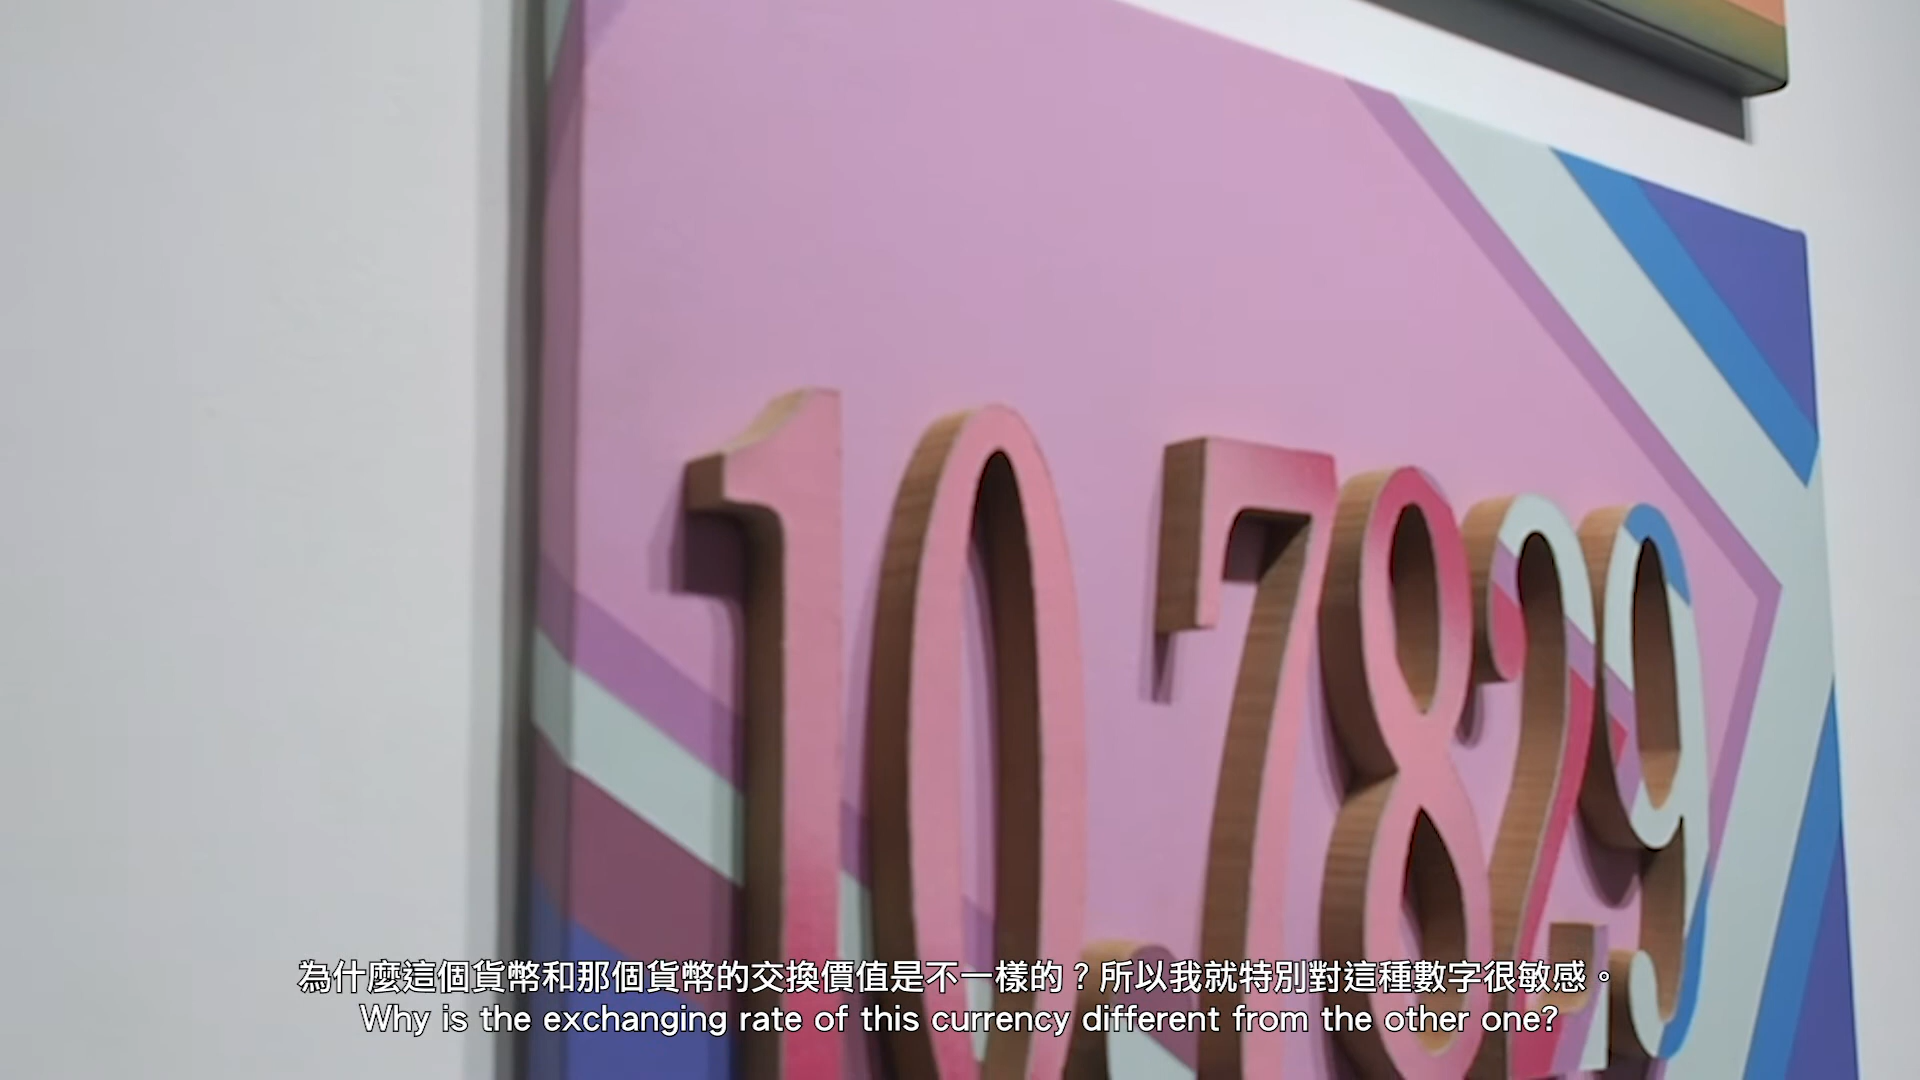 10.7829
為什麼這個貨幣和那個貨幣的交換價值是不一樣的？所以我就特別對這種數字很敏感。
Why is the exchanging rate of this currency different from the other one?